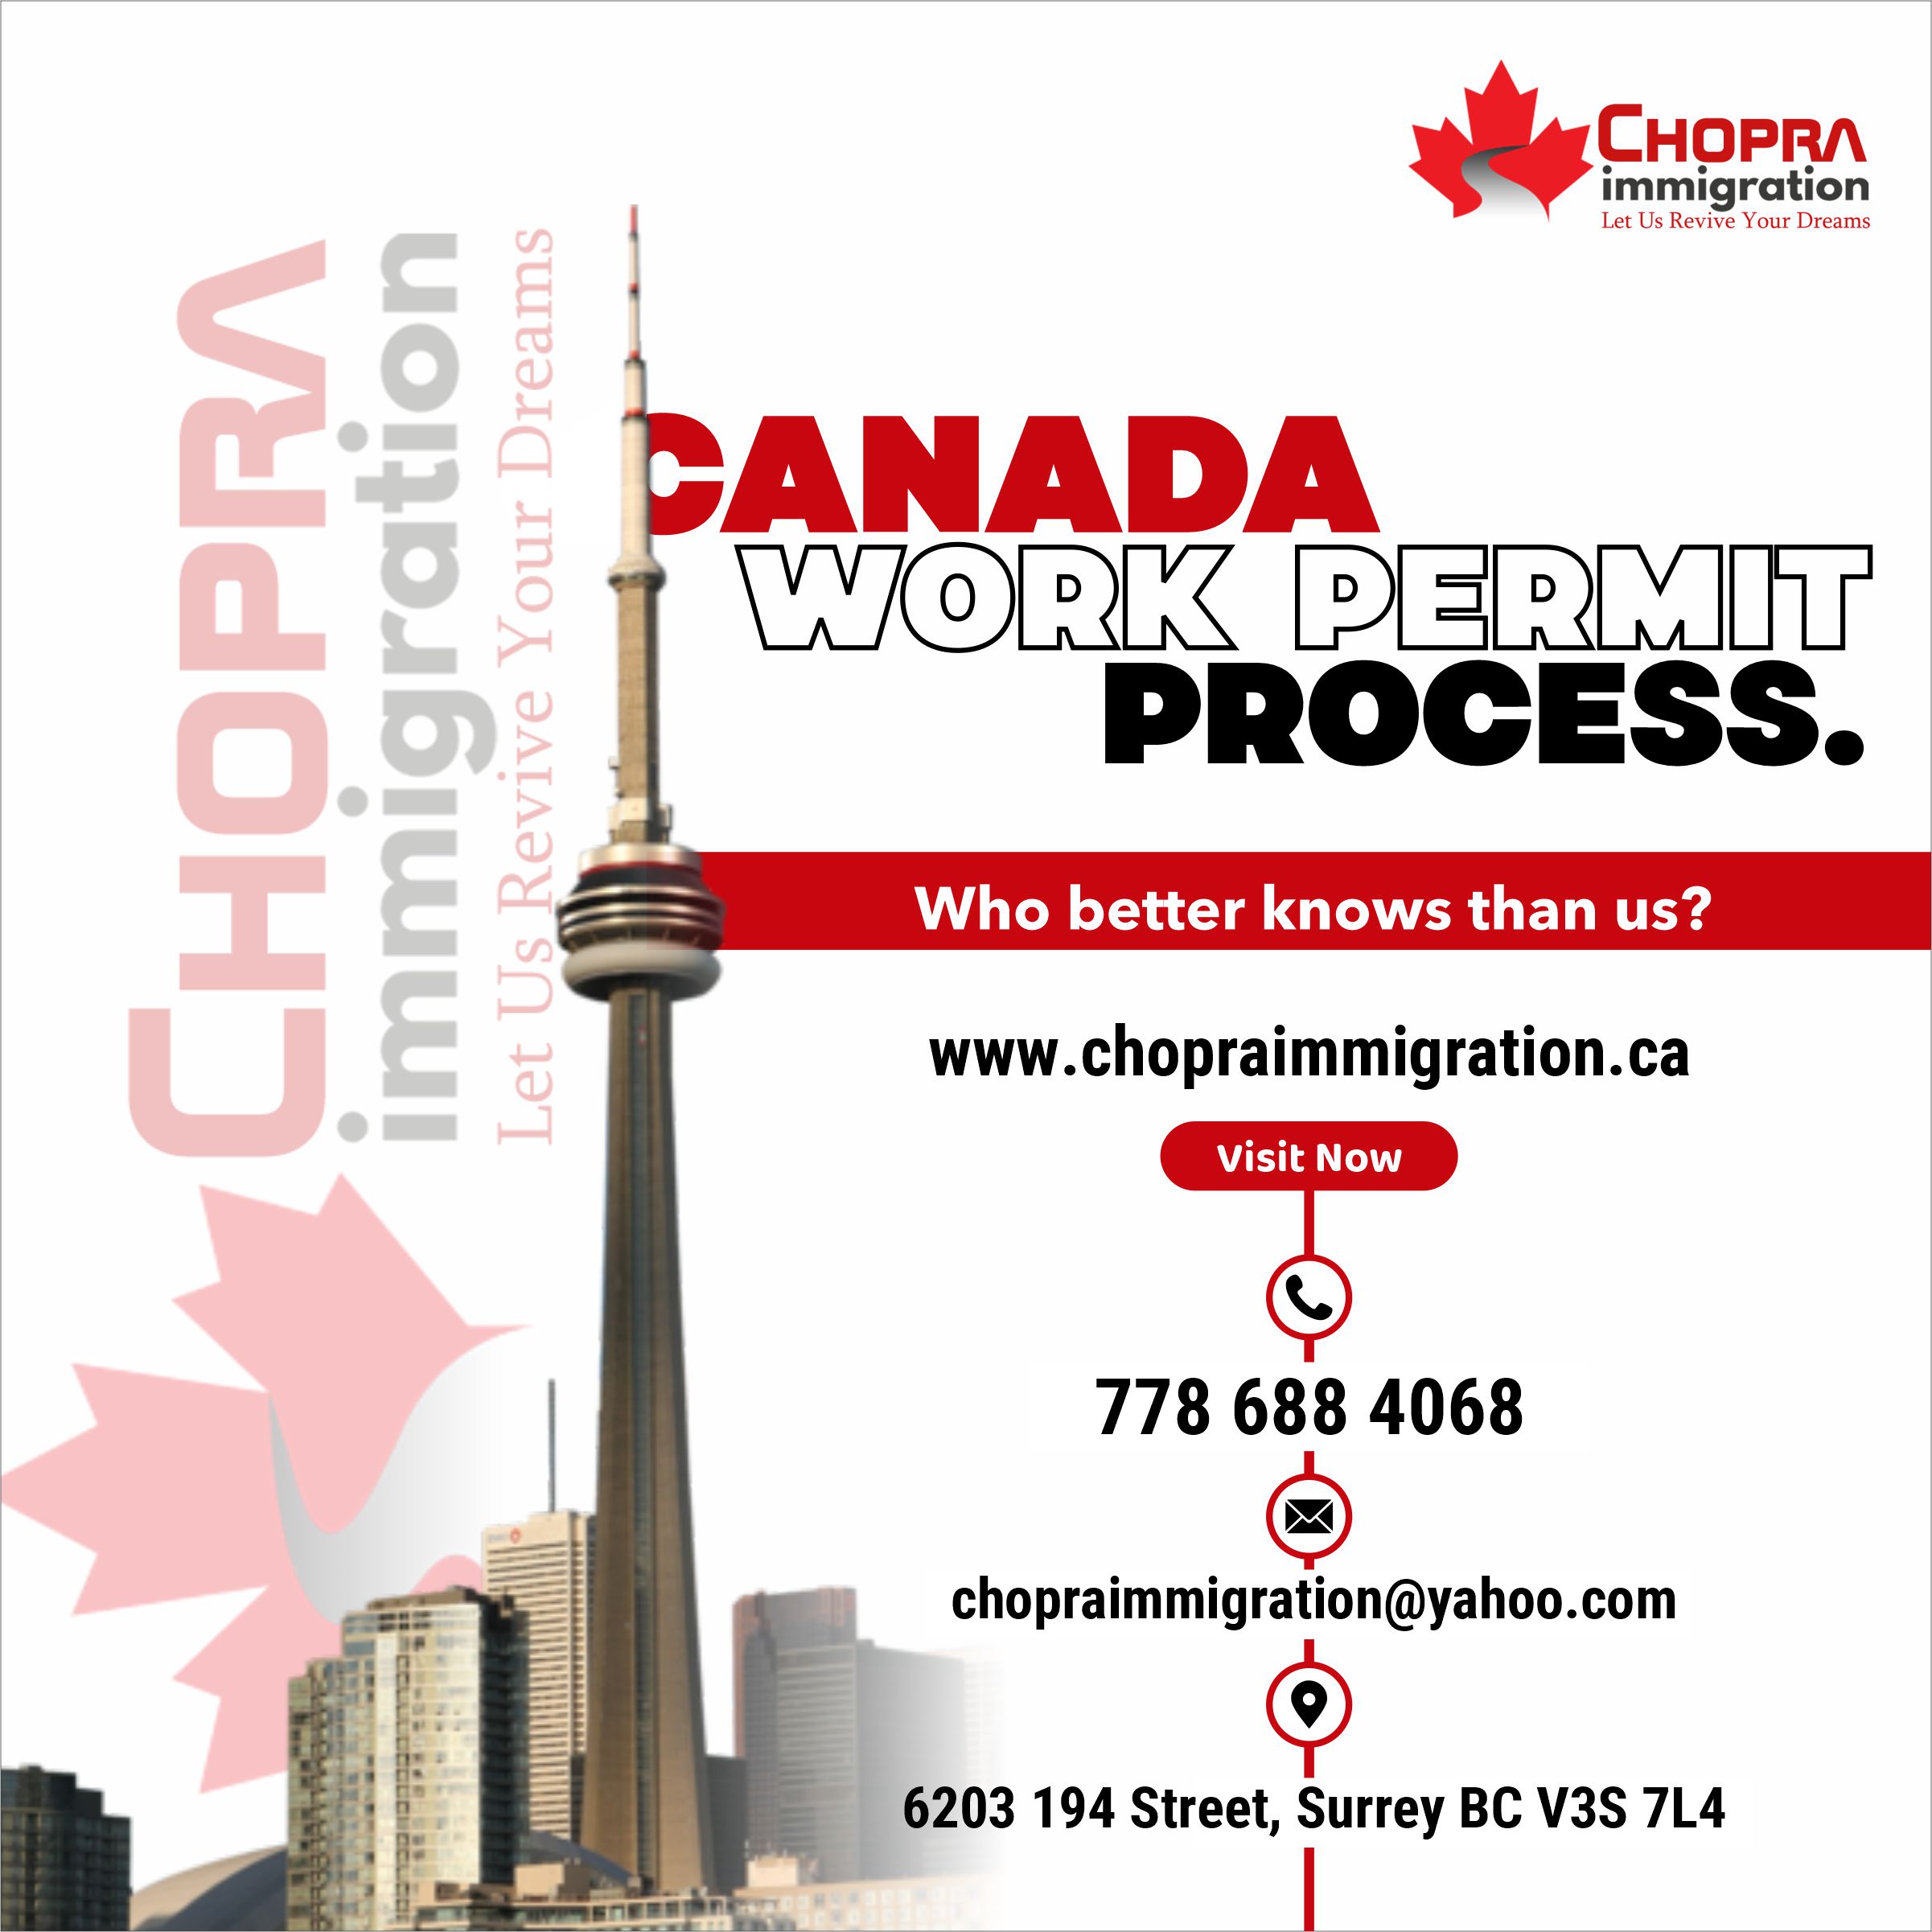 CHOPRA
immigration
Let Us Revive Your Dreams
CHOPRA
immigration
Let Us Revive Your Dreams
CANADA
WORK PERMIT
PROCESS.
Who better knows than us?
www.chopraimmigration.ca
Visit Now
778 688 4068
chopraimmigration@yahoo.com
6203 194 Street, Surrey BC V3S 7L4